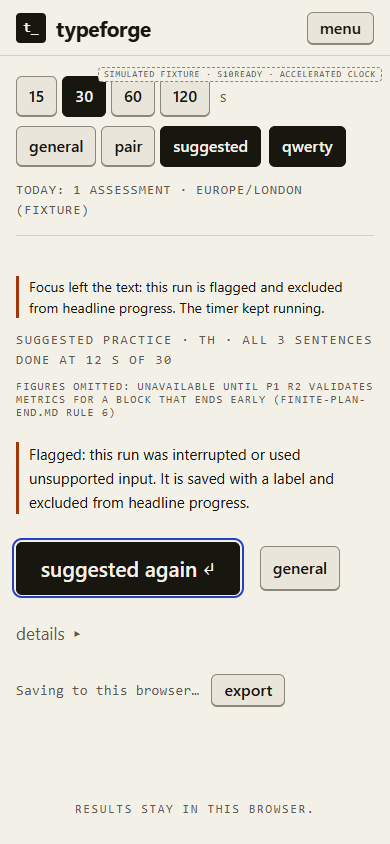 t_ typeforge menu
SIMULATED FIXTURE · S10READY · ACCELERATED CLOCK
15 30 60 120 s
general pair suggested qwerty
TODAY: 1 ASSESSMENT · EUROPE/LONDON
(FIXTURE)
Focus left the text: this run is flagged and excluded
from headline progress. The timer kept running.
SUGGESTED PRACTICE · TH · ALL 3 SENTENCES
DONE AT 12 S OF 30
FIGURES OMITTED: UNAVAILABLE UNTIL P1 R2 VALIDATES
METRICS FOR A BLOCK THAT ENDS EARLY (FINITE-PLAN-
END.MD RULE 6)
Flagged: this run was interrupted or used
unsupported input. It is saved with a label and
excluded from headline progress.
suggested again ↵ general
details ▸
Saving to this browser… export
RESULTS STAY IN THIS BROWSER.